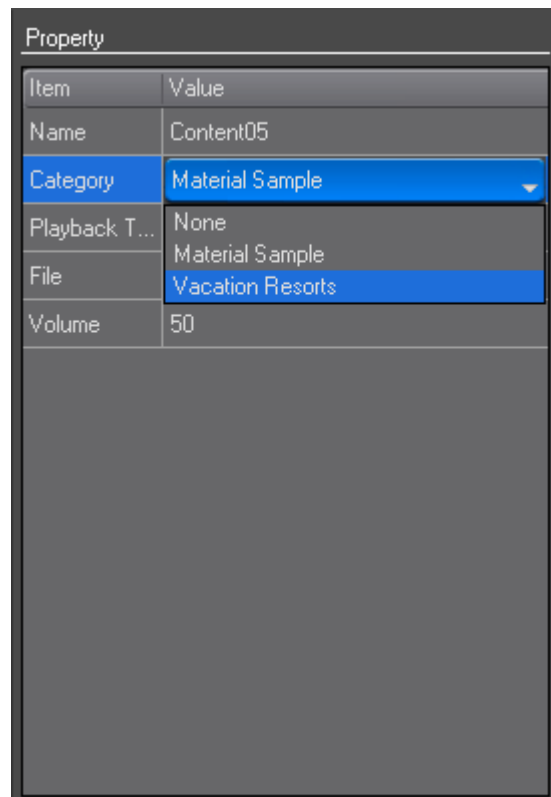 Property
Item Value
Name Content05
Category Material Sample
Playback T... None
Material Sample
File Vacation Resorts
Volume 50